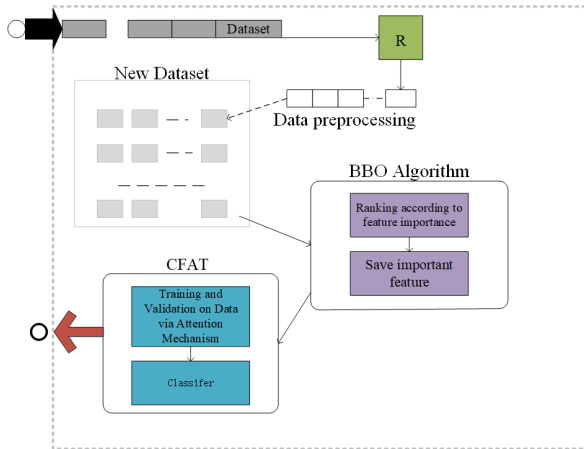 Dataset
R
New Dataset
Data preprocessing
BBO Algorithm
Ranking according to
feature importance
Save important
feature
CFAT
Training and
Validation on Data
via Attention
Mechanism
Classifer